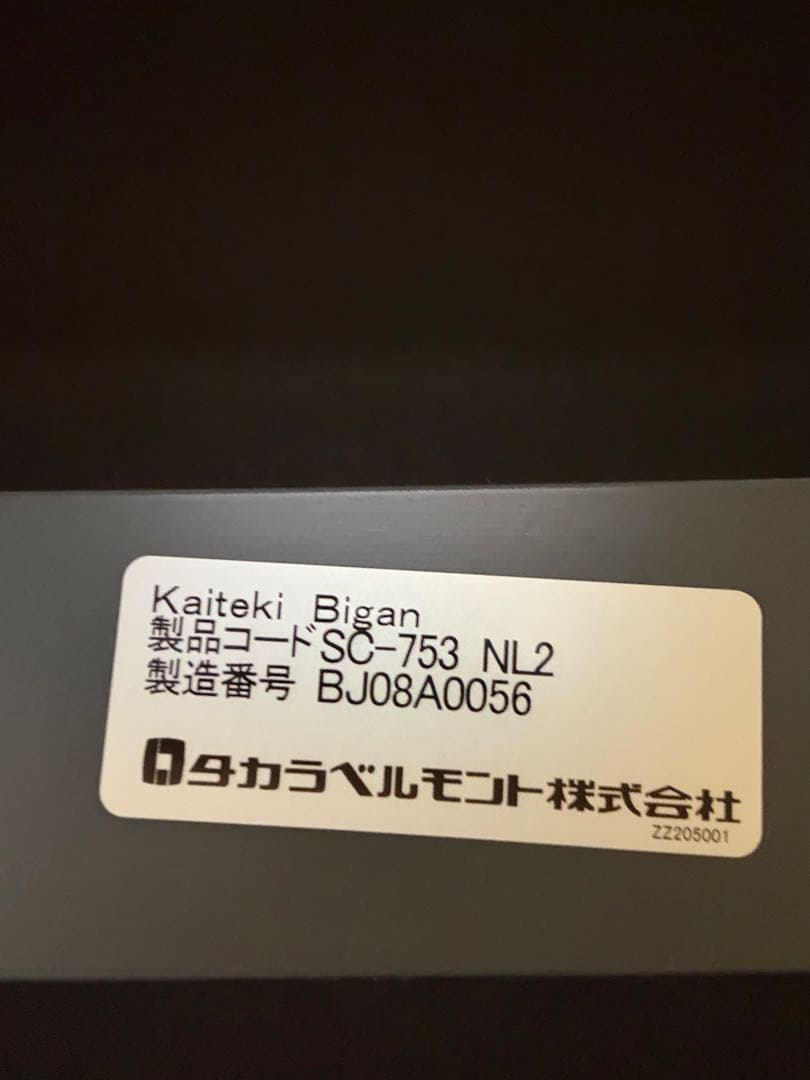 Kaiteki Bigan
製品コードSC-753 NL2
製造番号 BJ08A0056
タカラベルモント株式会社
ZZ205001